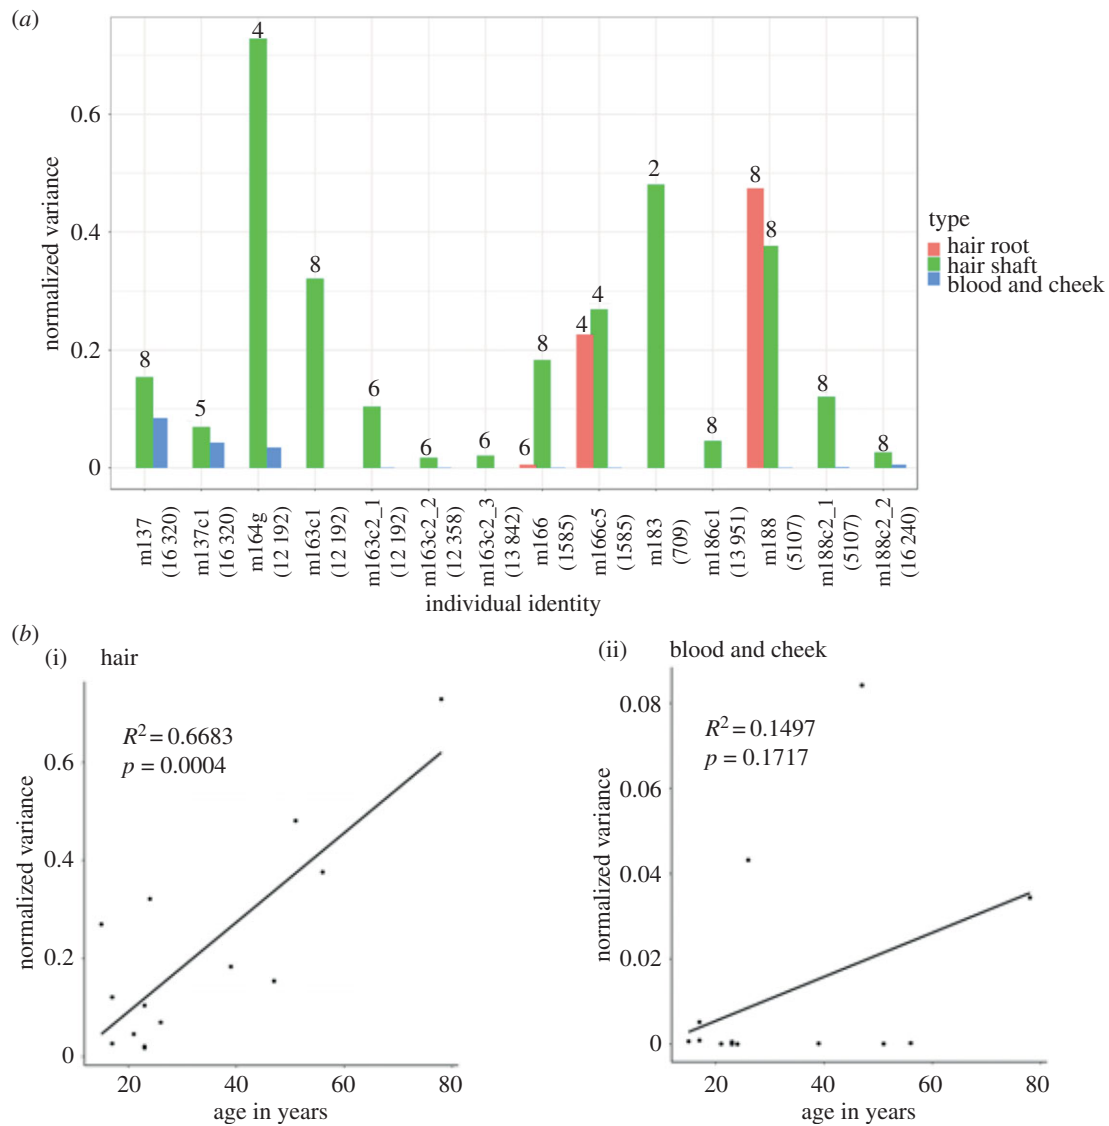 (a)
normalized variance
0.6
0.4
0.2
0
8
5
4
8
6
6
6
6
8
4
4
2
8
8
8
8
8
type
hair root
hair shaft
blood and cheek
m137
(16 320)
m137c1
(16 320)
m164g
(12 192)
m163c1
(12 192)
m163c2_1
(12 192)
m163c2_2
(12 358)
m163c2_3
(13 842)
m166
(1585)
m166c5
(1585)
m183
(709)
m186c1
(13 951)
m188
(5107)
m188c2_1
(5107)
m188c2_2
(16 240)
individual identity
(b)
(i) hair
R² = 0.6683
p = 0.0004
normalized variance
0.6
0.4
0.2
0
20 40 60 80
age in years
(ii) blood and cheek
R² = 0.1497
p = 0.1717
normalized variance
0.08
0.06
0.04
0.02
0
20 40 60 80
age in years